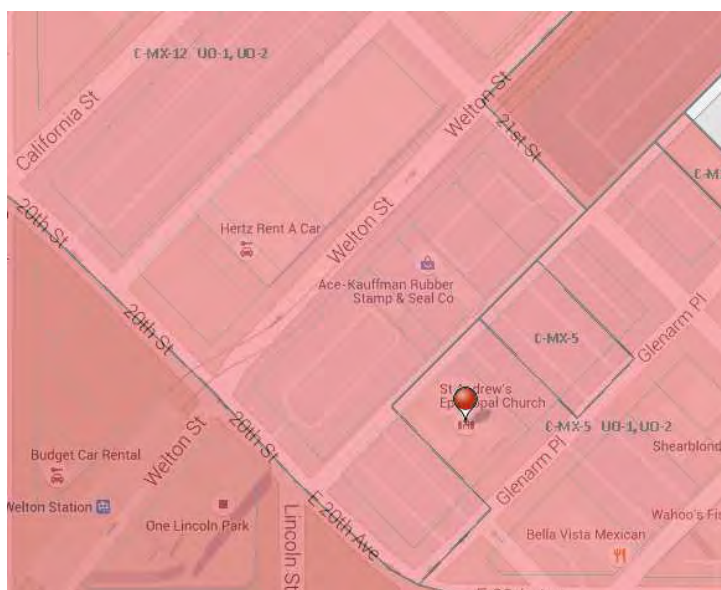 C-MX-12 UO-1, UO-2
California St
Welton St
21st St
20th St
Hertz Rent A Car
Welton St
Ace-Kauffman Rubber
Stamp & Seal Co
20th St
C-MX-5
Glenarm Pl
St Andrew's
Episcopal Church
C-MX-5 UO-1, UO-2
Shearblond
20th St
Welton St
Budget Car Rental
Glenarm Pl
Welton Station
One Lincoln Park
Lincoln St
E 20th Ave
Wahoo's Fis
Bella Vista Mexican